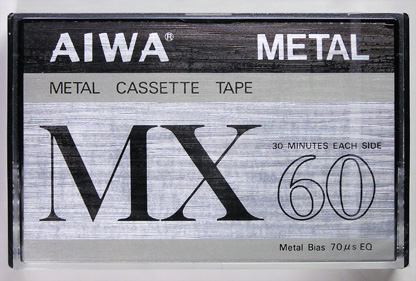 AIWA® METAL
METAL CASSETTE TAPE
MX 60
30 MINUTES EACH SIDE
Metal Bias 70μs EQ